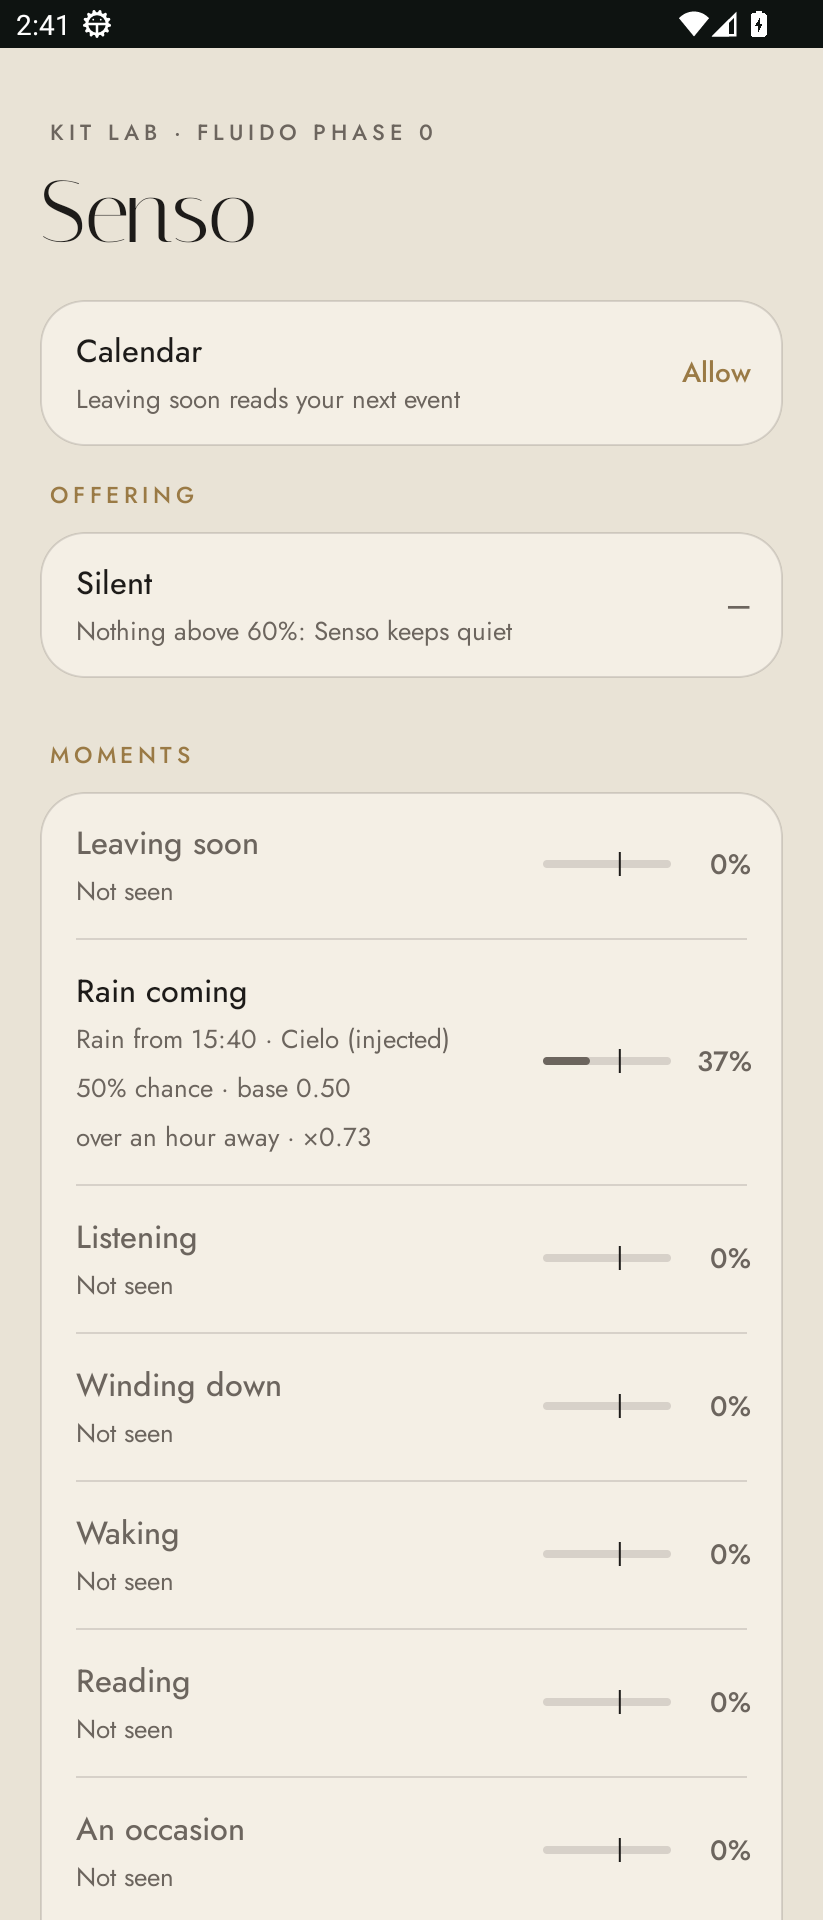 2:41
KIT LAB · FLUIDO PHASE 0
Senso
Calendar
Leaving soon reads your next event
Allow
OFFERING
Silent
Nothing above 60%: Senso keeps quiet
—
MOMENTS
Leaving soon
Not seen
0%
Rain coming
Rain from 15:40 · Cielo (injected)
50% chance · base 0.50
over an hour away · ×0.73
37%
Listening
Not seen
0%
Winding down
Not seen
0%
Waking
Not seen
0%
Reading
Not seen
0%
An occasion
Not seen
0%